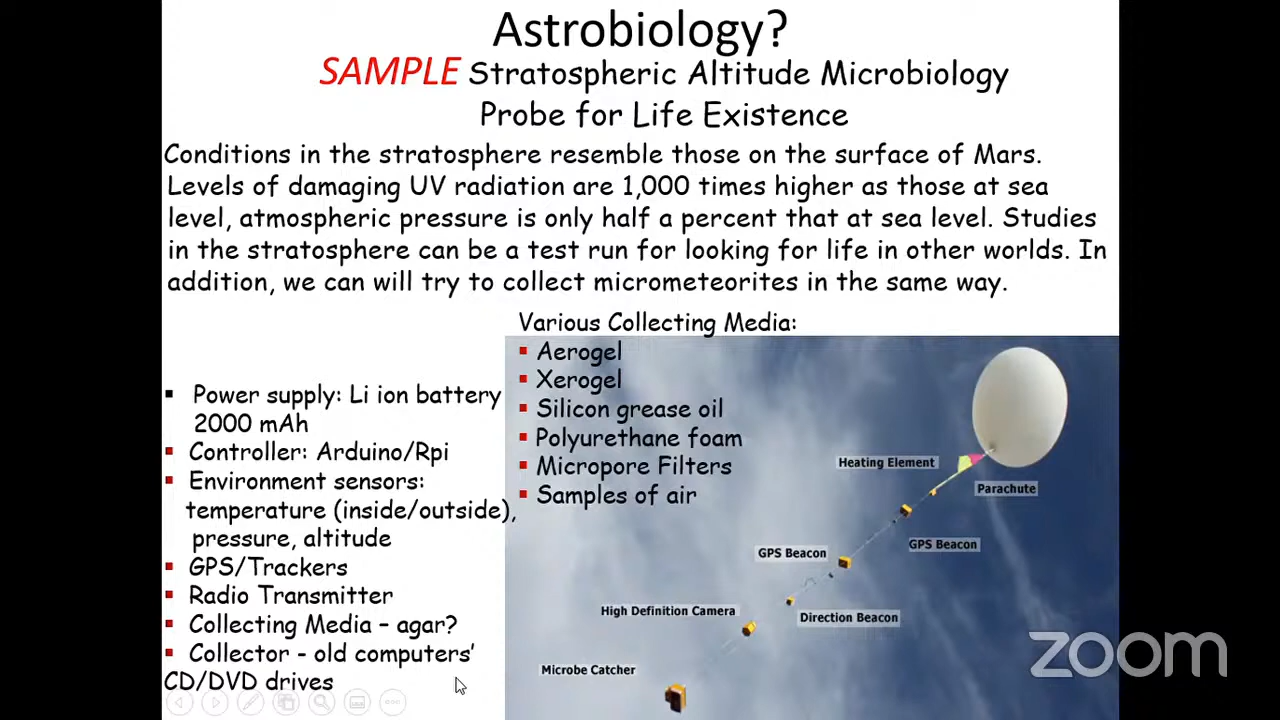 Astrobiology?
SAMPLE Stratospheric Altitude Microbiology
Probe for Life Existence
Conditions in the stratosphere resemble those on the surface of Mars.
Levels of damaging UV radiation are 1,000 times higher as those at sea
level, atmospheric pressure is only half a percent that at sea level. Studies
in the stratosphere can be a test run for looking for life in other worlds. In
addition, we can will try to collect micrometeorites in the same way.
▪ Power supply: Li ion battery
2000 mAh
▪ Controller: Arduino/Rpi
▪ Environment sensors:
temperature (inside/outside),
pressure, altitude
▪ GPS/Trackers
▪ Radio Transmitter
▪ Collecting Media – agar?
▪ Collector - old computers’
CD/DVD drives
Various Collecting Media:
▪ Aerogel
▪ Xerogel
▪ Silicon grease oil
▪ Polyurethane foam
▪ Micropore Filters
▪ Samples of air
Heating Element
Parachute
GPS Beacon
GPS Beacon
High Definition Camera
Direction Beacon
Microbe Catcher
zoom